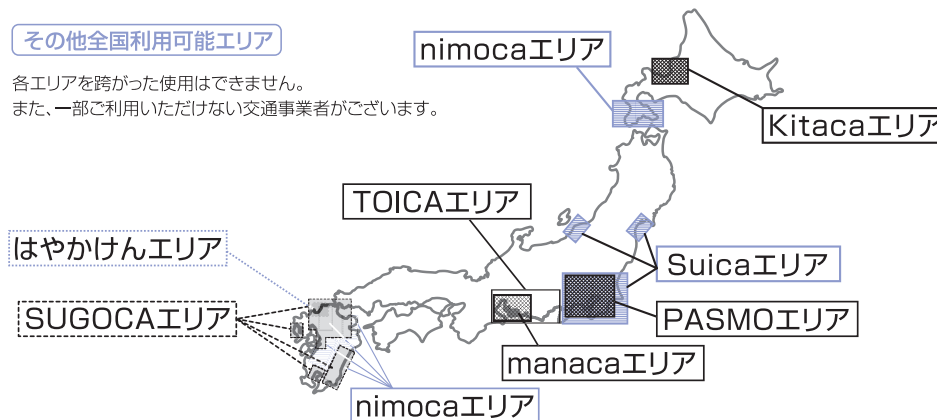 その他全国利用可能エリア
各エリアを跨がった使用はできません。
また、一部ご利用いただけない交通事業者がございます。
nimocaエリア
Kitacaエリア
TOICAエリア
はやかけんエリア
Suicaエリア
SUGOCAエリア
PASMOエリア
manacaエリア
nimocaエリア